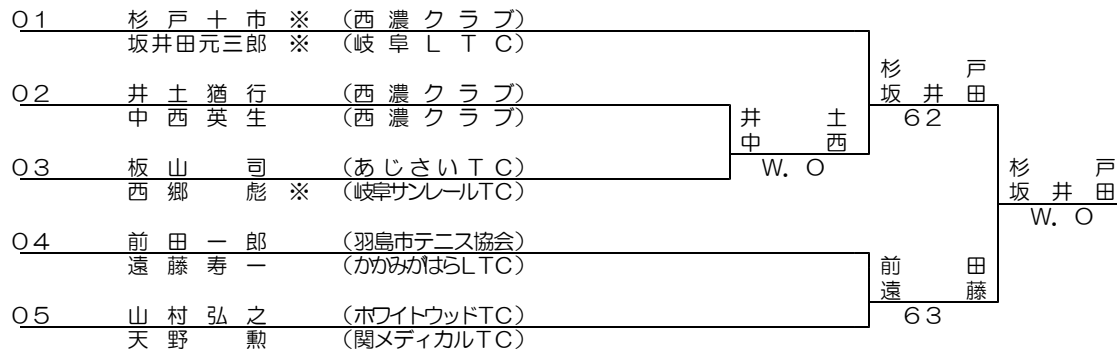 01 杉戸十市 ※ (西濃クラブ)
坂井田元三郎 ※ (岐阜LTC)
02 井土猶行 (西濃クラブ)
中西英生 (西濃クラブ)
03 板山司 (あじさいTC)
西郷彪 ※ (岐阜サンレールTC)
04 前田一郎 (羽島市テニス協会)
遠藤寿一 (かかみがはらLTC)
05 山村弘之 (ホワイトウッドTC)
天野勲 (関メディカルTC)
井土
中西
W.O
杉戸
坂井田
62
前田
遠藤
63
杉戸
坂井田
W.O